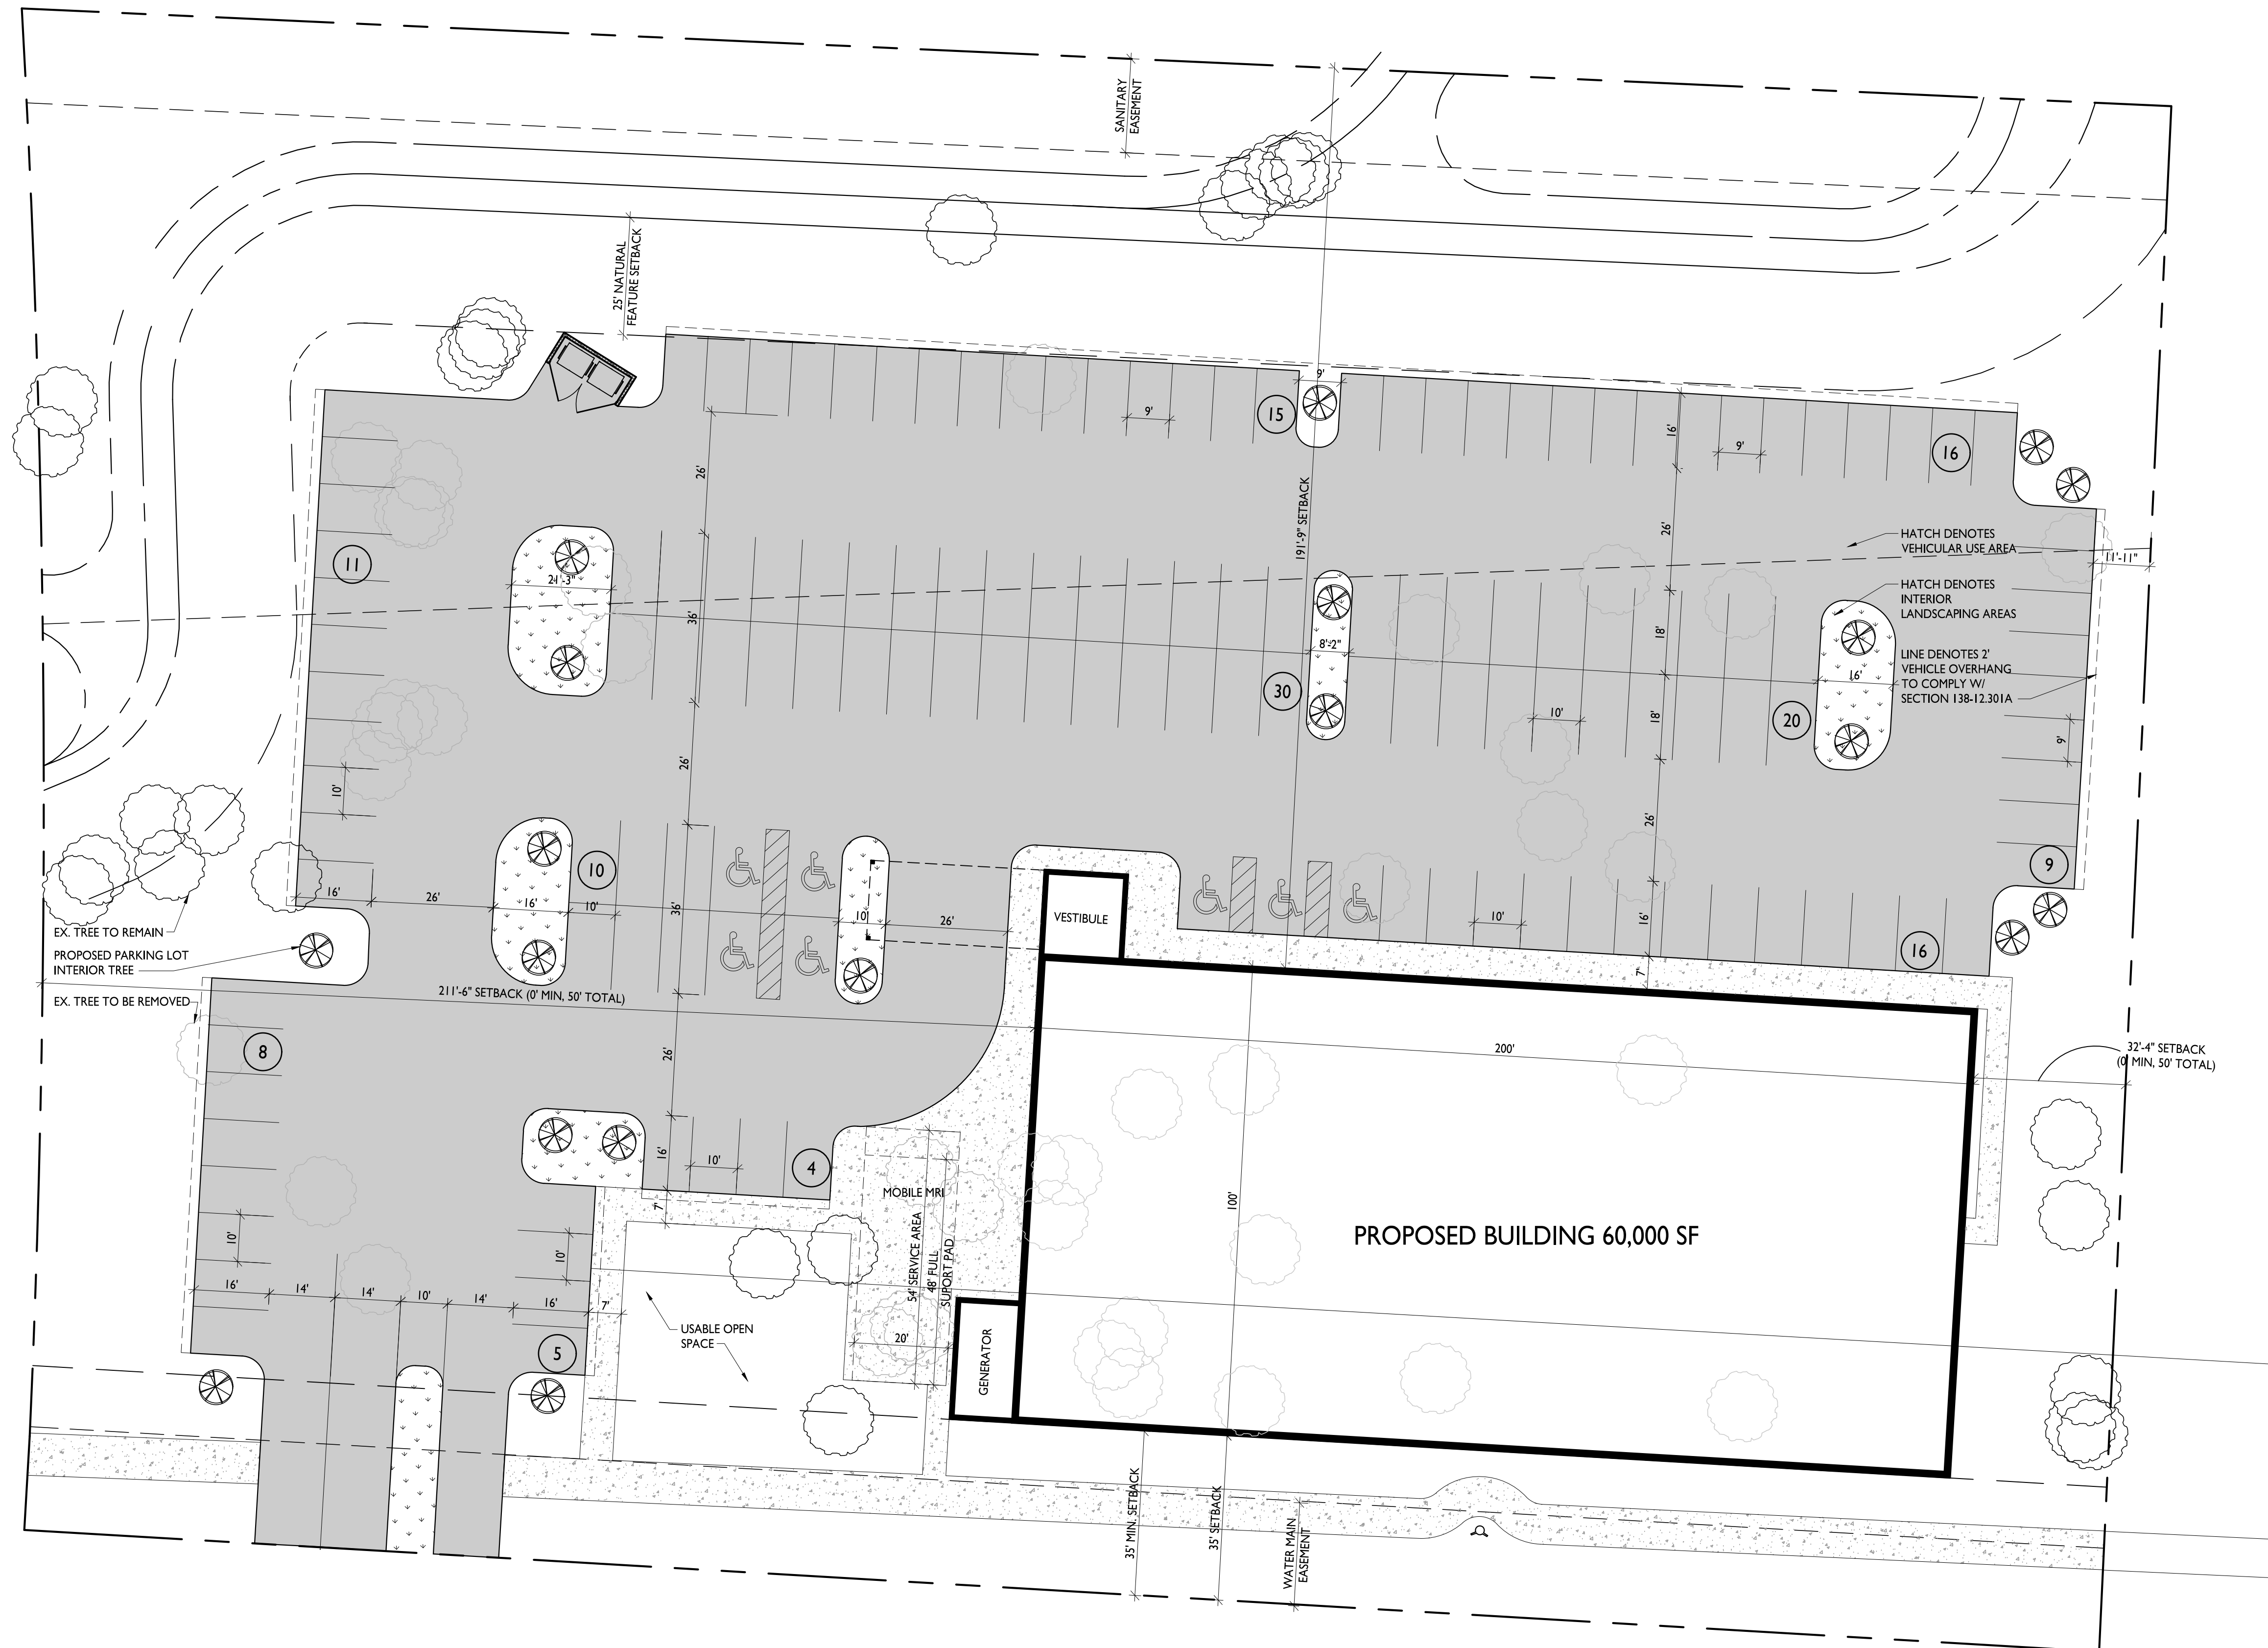 SANITARY
EASEMENT
25' NATURAL
FEATURE SETBACK
9'
15
9'
16'
9'
16
26'
191'-9" SETBACK
26'
HATCH DENOTES
VEHICULAR USE AREA
11'-11"
11
21'-3"
HATCH DENOTES
INTERIOR
LANDSCAPING AREAS
36'
18'
8'-2"
LINE DENOTES 2'
VEHICLE OVERHANG
TO COMPLY W/
SECTION 138-12.301A
16'
30
10'
18'
20
9'
26'
10'
26'
10
9
16'
26'
16'
10'
36'
10'
26'
VESTIBULE
10'
16'
16
EX. TREE TO REMAIN
PROPOSED PARKING LOT
INTERIOR TREE
EX. TREE TO BE REMOVED
211'-6" SETBACK (0' MIN, 50' TOTAL)
7'
8
26'
200'
32'-4" SETBACK
(0' MIN, 50' TOTAL)
16'
10'
4
MOBILE MRI
7'
100'
PROPOSED BUILDING 60,000 SF
10'
10'
54' SERVICE AREA
48' FULL
SUPPORT PAD
16'
14'
14'
10'
14'
16'
7'
USABLE OPEN
SPACE
20'
5
GENERATOR
35' MIN. SETBACK
35' SETBACK
WATER MAIN
EASEMENT